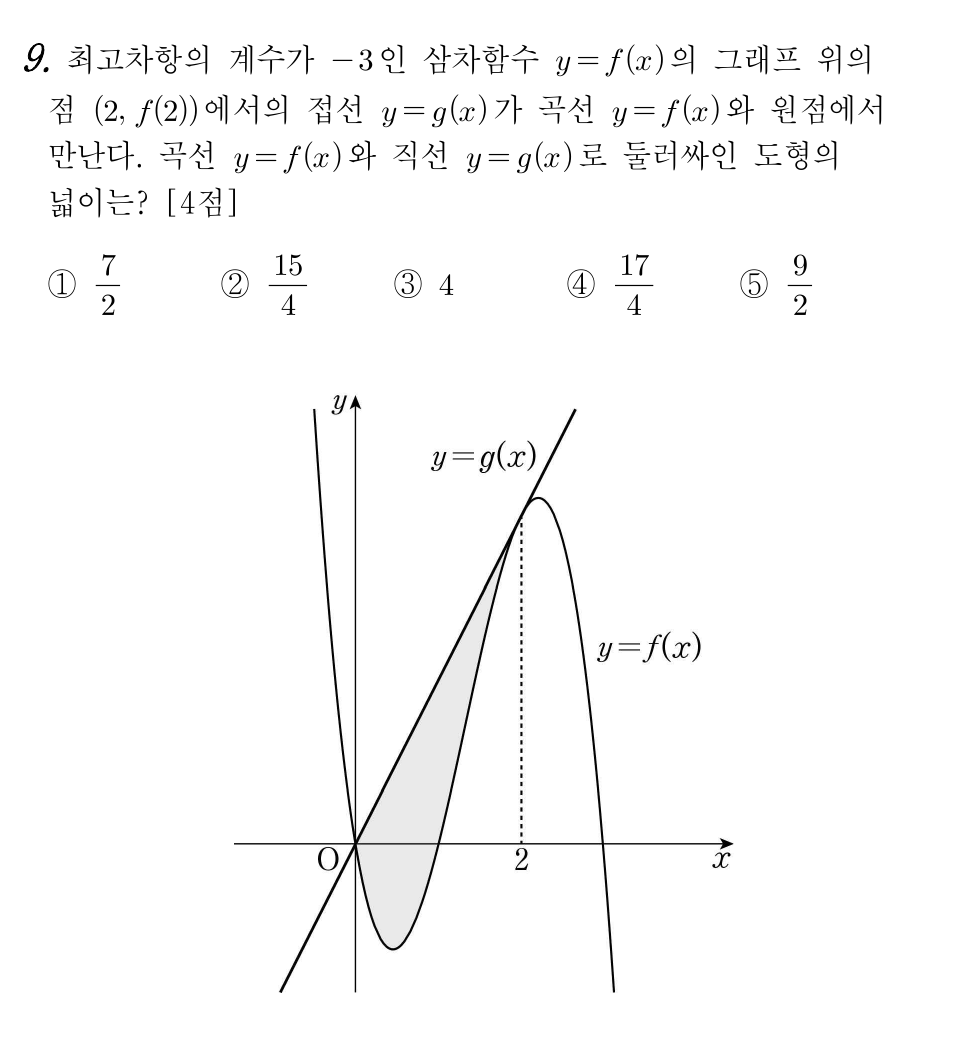 9. 최고차항의 계수가 −3인 삼차함수 y=f(x)의 그래프 위의
점 (2, f(2))에서의 접선 y=g(x)가 곡선 y=f(x)와 원점에서
만난다. 곡선 y=f(x)와 직선 y=g(x)로 둘러싸인 도형의
넓이는? [4점]
① 7/2 ② 15/4 ③ 4 ④ 17/4 ⑤ 9/2
y
y=g(x)
y=f(x)
O 2 x